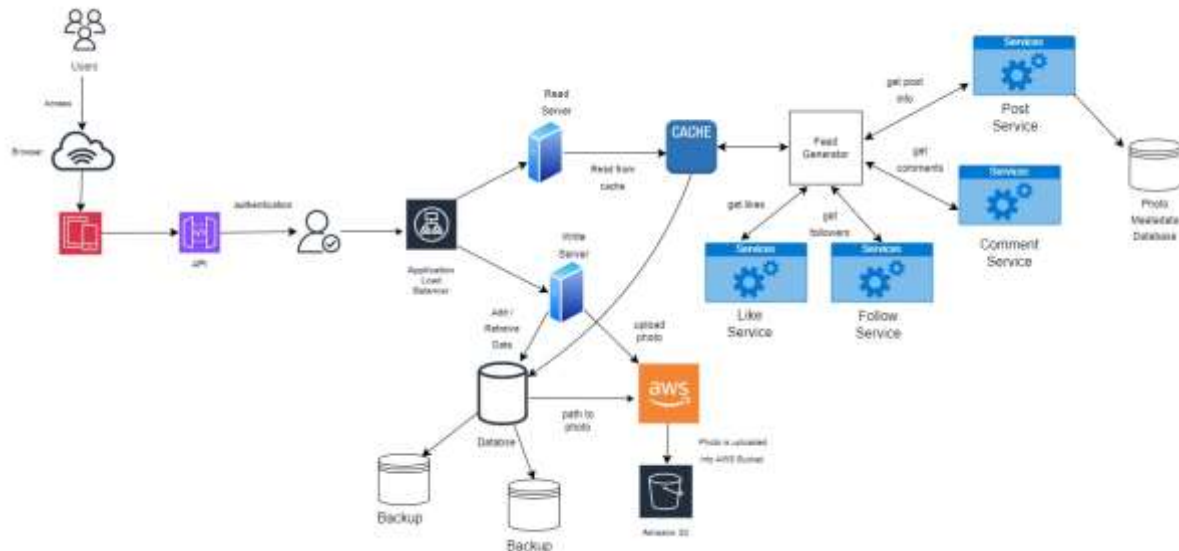 Users
Access
Browser
API
authentication
Application
Load
Balancer
Read
Server
Read from
cache
CACHE
Feed
Generator
get post
info
get
comments
get likes
get
followers
Services
Post
Service
Services
Comment
Service
Services
Like
Service
Services
Follow
Service
Photo
Database
Write
Server
Add /
Retrieve
Data
upload
photo
aws
path to
photo
Photo is uploaded
into AWS Bucket
Amazon S3
Backup
Backup